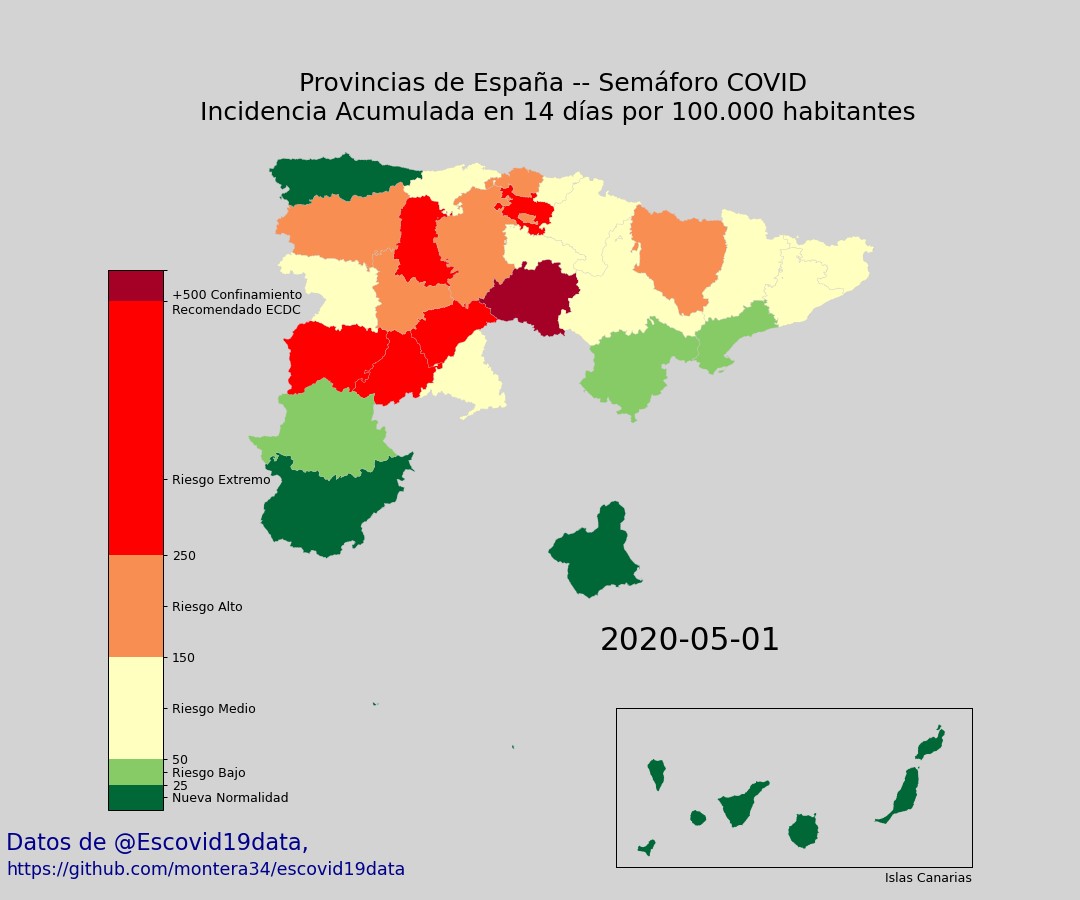 Provincias de España -- Semáforo COVID
Incidencia Acumulada en 14 días por 100.000 habitantes
+500 Confinamiento
Recomendado ECDC
Riesgo Extremo
250
Riesgo Alto
150
Riesgo Medio
50
Riesgo Bajo
25
Nueva Normalidad
2020-05-01
Islas Canarias
Datos de @Escovid19data,
https://github.com/montera34/escovid19data